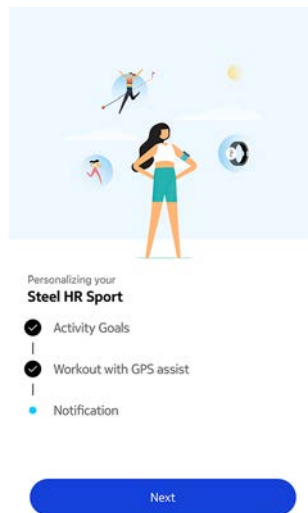 Personalizing your
Steel HR Sport
Activity Goals
Workout with GPS assist
Notification
Next